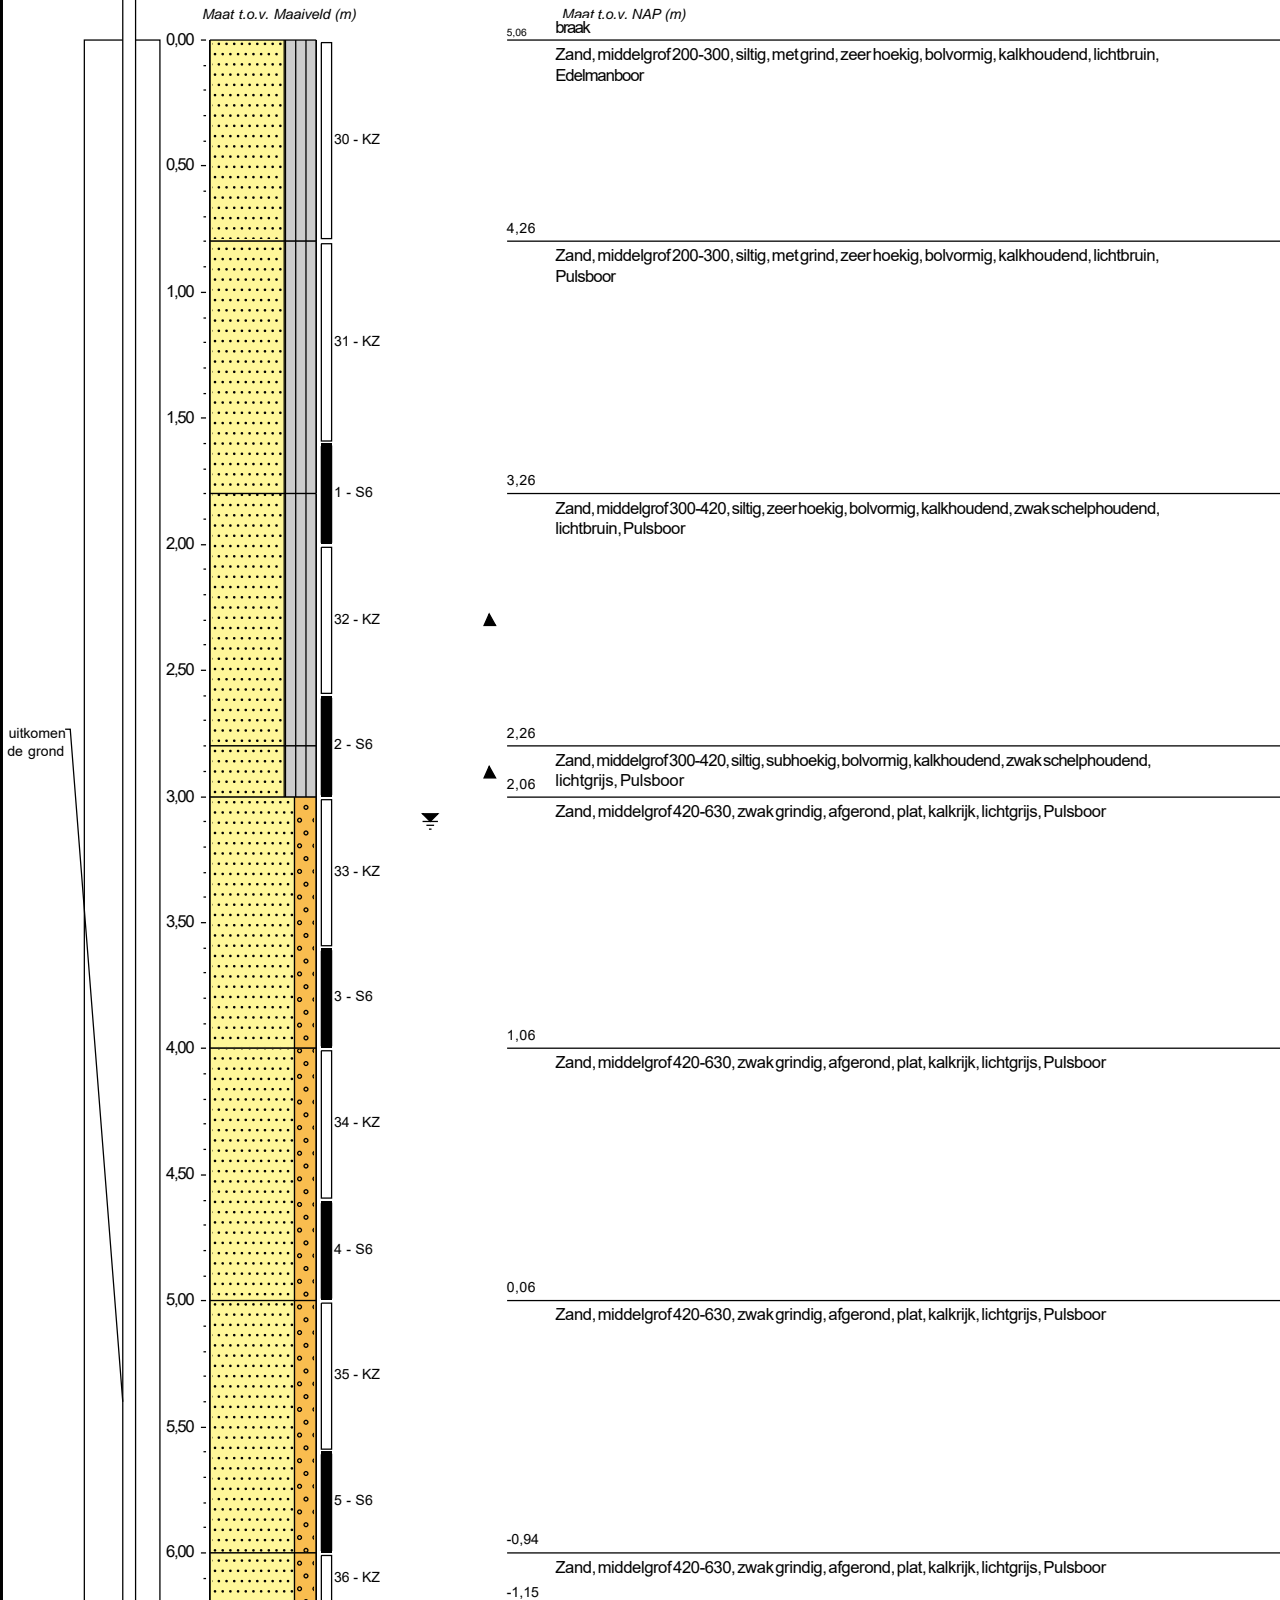 Maat t.o.v. Maaiveld (m)
Maat t.o.v. NAP (m)
braak
5,06
0,00
Zand, middelgrof 200-300, siltig, met grind, zeer hoekig, bolvormig, kalkhoudend, lichtbruin,
Edelmanboor
30 - KZ
0,50
4,26
Zand, middelgrof 200-300, siltig, met grind, zeer hoekig, bolvormig, kalkhoudend, lichtbruin,
Pulsboor
1,00
31 - KZ
1,50
3,26
1 - S6
Zand, middelgrof 300-420, siltig, zeer hoekig, bolvormig, kalkhoudend, zwak schelphoudend,
lichtbruin, Pulsboor
2,00
32 - KZ
2,50
uitkomen
de grond
2,26
2 - S6
Zand, middelgrof 300-420, siltig, subhoekig, bolvormig, kalkhoudend, zwak schelphoudend,
lichtgrijs, Pulsboor
2,06
3,00
Zand, middelgrof 420-630, zwak grindig, afgerond, plat, kalkrijk, lichtgrijs, Pulsboor
33 - KZ
3,50
3 - S6
1,06
4,00
Zand, middelgrof 420-630, zwak grindig, afgerond, plat, kalkrijk, lichtgrijs, Pulsboor
34 - KZ
4,50
4 - S6
0,06
5,00
Zand, middelgrof 420-630, zwak grindig, afgerond, plat, kalkrijk, lichtgrijs, Pulsboor
35 - KZ
5,50
5 - S6
-0,94
6,00
Zand, middelgrof 420-630, zwak grindig, afgerond, plat, kalkrijk, lichtgrijs, Pulsboor
36 - KZ
-1,15